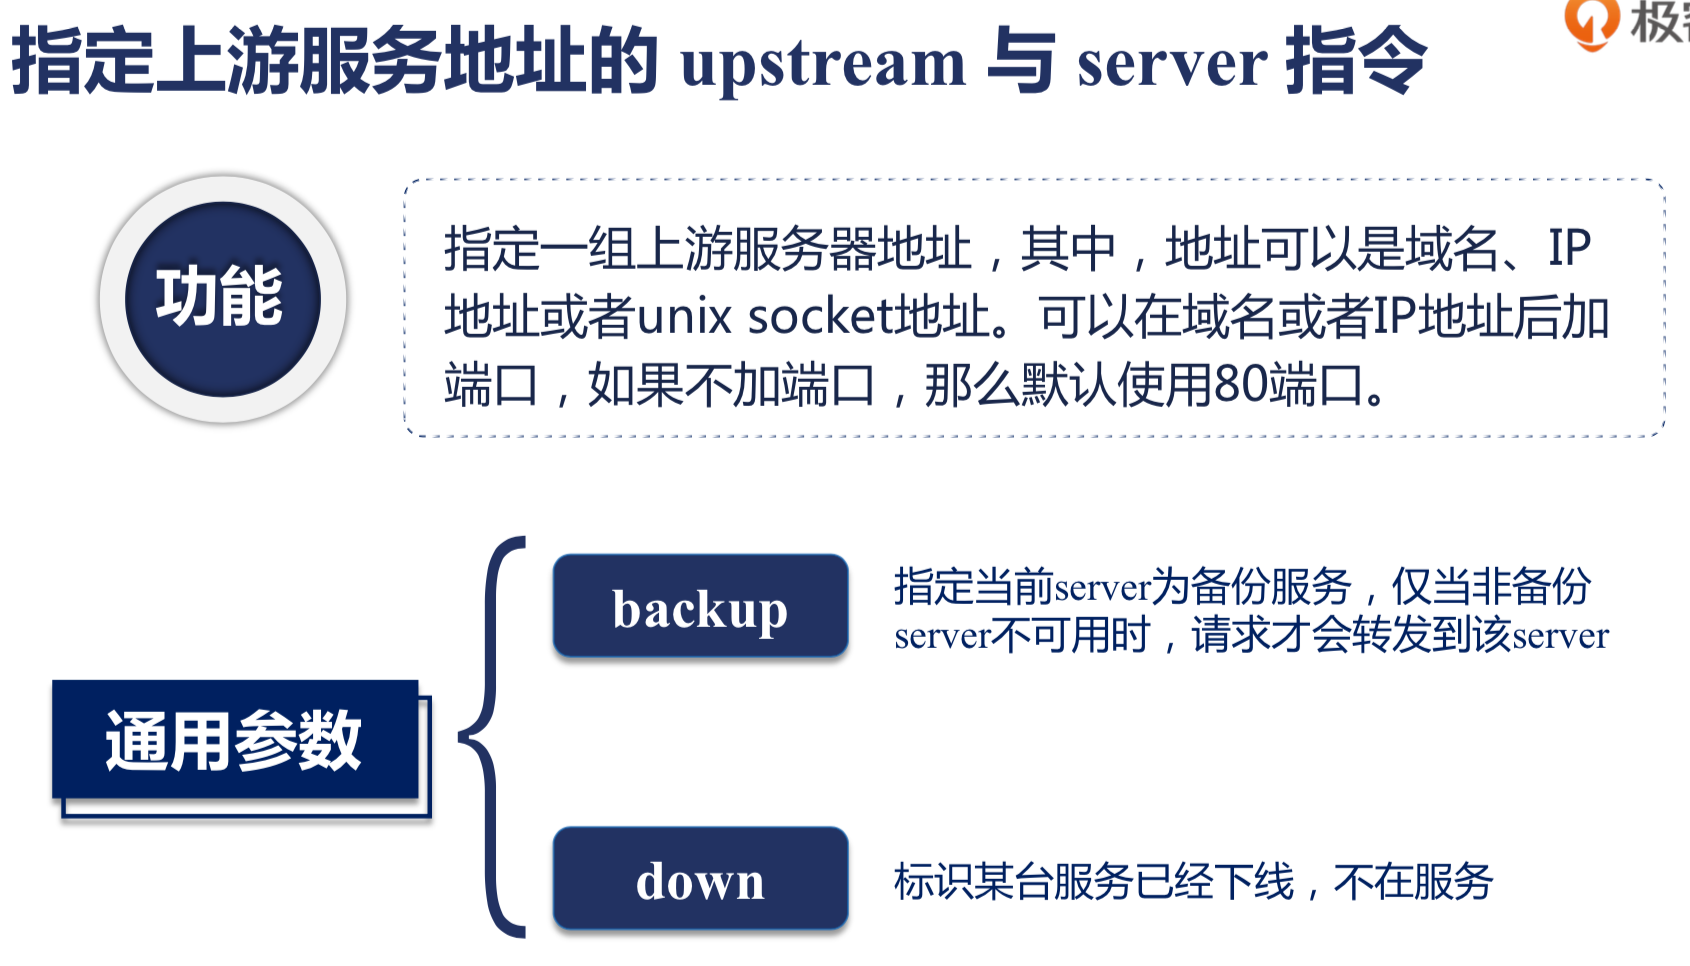 指定上游服务地址的 upstream 与 server 指令
极
功能
指定一组上游服务器地址，其中，地址可以是域名、IP
地址或者unix socket地址。可以在域名或者IP地址后加
端口，如果不加端口，那么默认使用80端口。
通用参数
backup
指定当前server为备份服务，仅当非备份
server不可用时，请求才会转发到该server
down
标识某台服务已经下线，不在服务